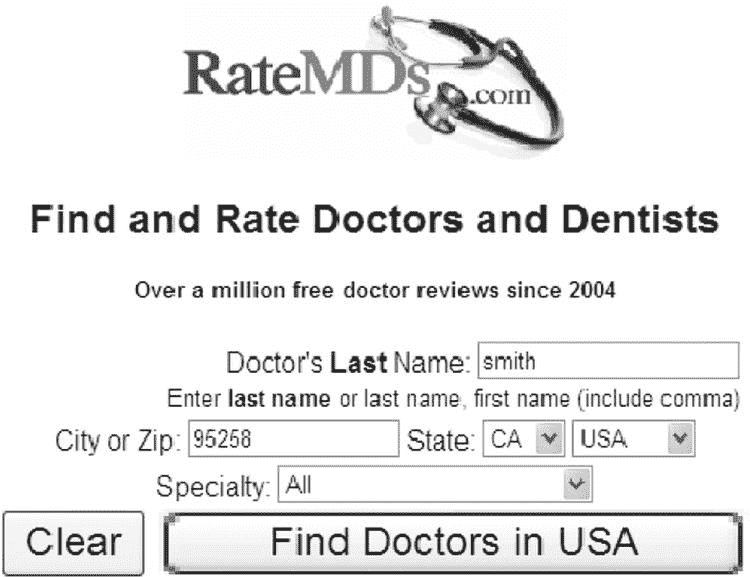 RateMDs.com
Find and Rate Doctors and Dentists
Over a million free doctor reviews since 2004
Doctor's Last Name: smith
Enter last name or last name, first name (include comma)
City or Zip: 95258 State: CA USA
Specialty: All
Clear Find Doctors in USA